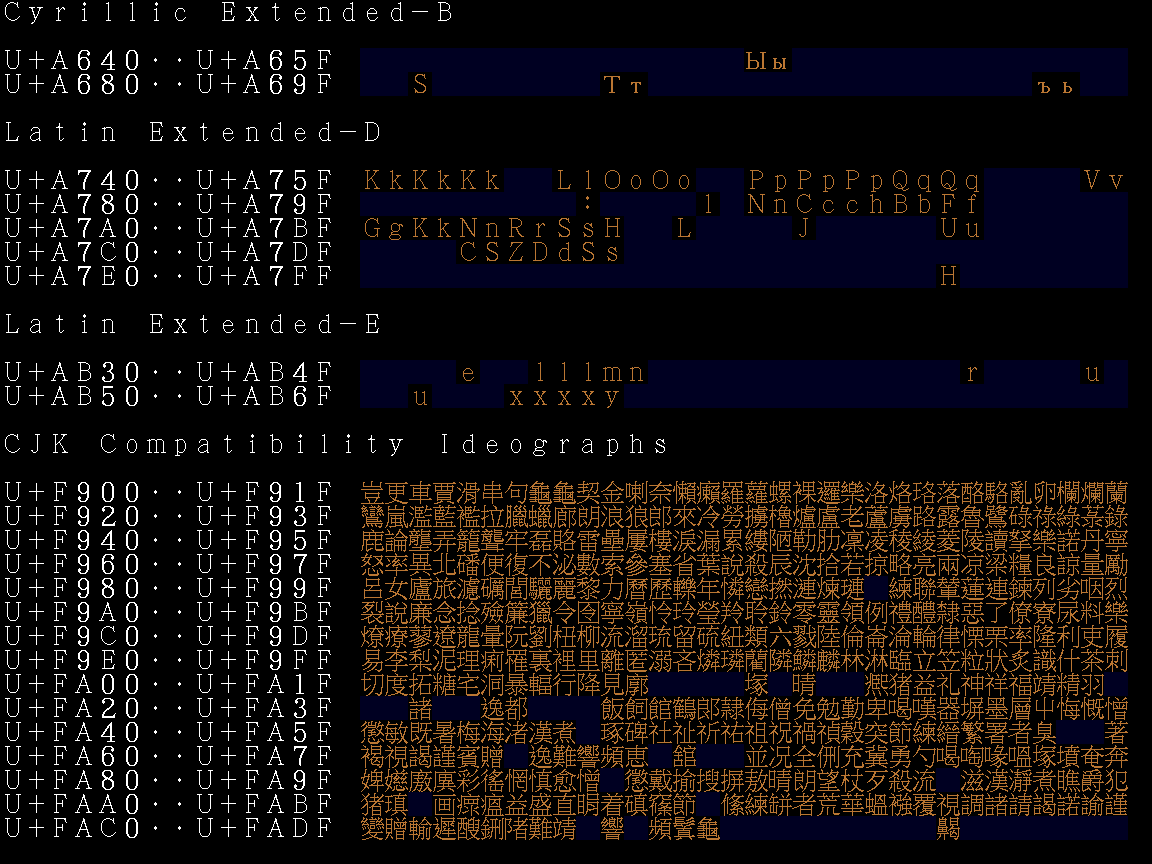 Cyrillic Extended-B
U+A640··U+A65F Ыы
U+A680··U+A69F S Тт ъь
Latin Extended-D
U+A740··U+A75F KkKkKk LlOoOo PpPpPpQqQq Vv
U+A780··U+A79F : l NnCcchBbFf
U+A7A0··U+A7BF GgKkNnRrSsH L J Uu
U+A7C0··U+A7DF CSZDdSs
U+A7E0··U+A7FF H
Latin Extended-E
U+AB30··U+AB4F e lllmn r u
U+AB50··U+AB6F u xxxxy
CJK Compatibility Ideographs
U+F900··U+F91F 豈更車賈滑串句龜龜契金喇奈懶癩羅蘿螺裸邏樂洛烙珞落酪駱亂卵欄爛蘭
U+F920··U+F93F 鸞嵐濫藍襤拉臘蠟廊朗浪狼郎來冷勞擄櫓爐盧老蘆虜路露魯鷺碌祿綠菉錄
U+F940··U+F95F 鹿論壟弄籠聾牢磊賂雷壘屢樓淚漏累縷陋勒肋凜凌稜綾菱陵讀拏樂諾丹寧
U+F960··U+F97F 怒率異北磻便復不泌數索參塞省葉說殺辰沈拾若掠略亮兩凉梁糧良諒量勵
U+F980··U+F99F 呂女廬旅濾礪閭驪麗黎力曆歷轢年憐戀撚漣煉璉 練聯輦蓮連鍊列劣咽烈
U+F9A0··U+F9BF 裂說廉念捻殮簾獵令囹寧嶺怜玲瑩羚聆鈴零靈領例禮醴隸惡了僚寮尿料樂
U+F9C0··U+F9DF 燎療蓼遼龍暈阮劉杻柳流溜琉留硫紐類六戮陸倫崙淪輪律慄栗率隆利吏履
U+F9E0··U+F9FF 易李梨泥理痢罹裏裡里離匿溺吝燐璘藺隣鱗麟林淋臨立笠粒狀炙識什茶刺
U+FA00··U+FA1F 切度拓糖宅洞暴輻行降見廓 塚 晴 凞猪益礼神祥福靖精羽
U+FA20··U+FA3F 諸 逸都 飯飼館鶴郎隷侮僧免勉勤卑喝嘆器塀墨層屮悔慨憎
U+FA40··U+FA5F 懲敏既暑梅海渚漢煮 琢碑社祉祈祐祖祝禍禎穀突節練縉繁署者臭 著
U+FA60··U+FA7F 褐視謁謹賓贈 逸難響頻恵 舘 並况全侀充冀勇勺喝啕喙嗢塚墳奄奔
U+FA80··U+FA9F 婢嬨廒廙彩徭惘慎愈憎 懲戴揄搜摒敖晴朗望杖歹殺流 滋漢瀞煮瞧爵犯
U+FAA0··U+FABF 猪瑱 画瘝瘟益盛直睊着磌窱節 絛練缾者荒華蝹襁覆視調諸請謁諾諭謹
U+FAC0··U+FADF 變贈輸遲醙鉶陼難靖 響 頻鬒龜